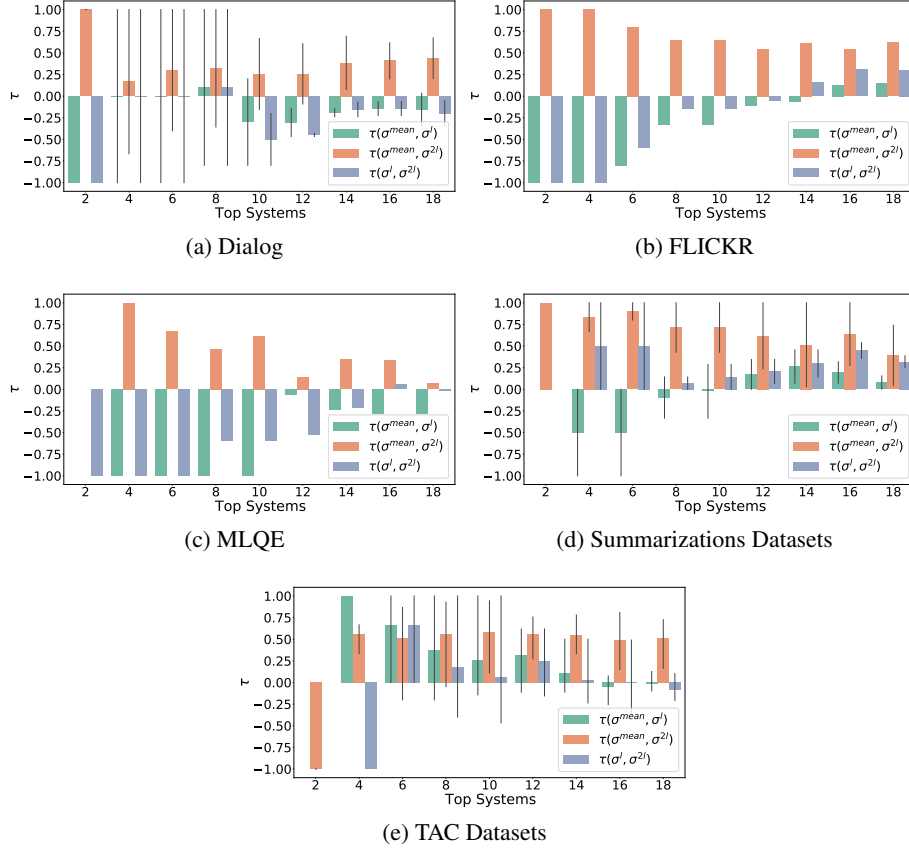 1.00
0.75
0.50
0.25
0.00
−0.25
−0.50
−0.75
−1.00
τ
τ(σ^mean, σ^l)
τ(σ^mean, σ^2l)
τ(σ^l, σ^2l)
2 4 6 8 10 12 14 16 18
Top Systems
(a) Dialog
1.00
0.75
0.50
0.25
0.00
−0.25
−0.50
−0.75
−1.00
τ
τ(σ^mean, σ^l)
τ(σ^mean, σ^2l)
τ(σ^l, σ^2l)
2 4 6 8 10 12 14 16 18
Top Systems
(b) FLICKR
1.00
0.75
0.50
0.25
0.00
−0.25
−0.50
−0.75
−1.00
τ
τ(σ^mean, σ^l)
τ(σ^mean, σ^2l)
τ(σ^l, σ^2l)
2 4 6 8 10 12 14 16 18
Top Systems
(c) MLQE
1.00
0.75
0.50
0.25
0.00
−0.25
−0.50
−0.75
−1.00
τ
τ(σ^mean, σ^l)
τ(σ^mean, σ^2l)
τ(σ^l, σ^2l)
2 4 6 8 10 12 14 16 18
Top Systems
(d) Summarizations Datasets
1.00
0.75
0.50
0.25
0.00
−0.25
−0.50
−0.75
−1.00
τ
τ(σ^mean, σ^l)
τ(σ^mean, σ^2l)
τ(σ^l, σ^2l)
2 4 6 8 10 12 14 16 18
Top Systems
(e) TAC Datasets